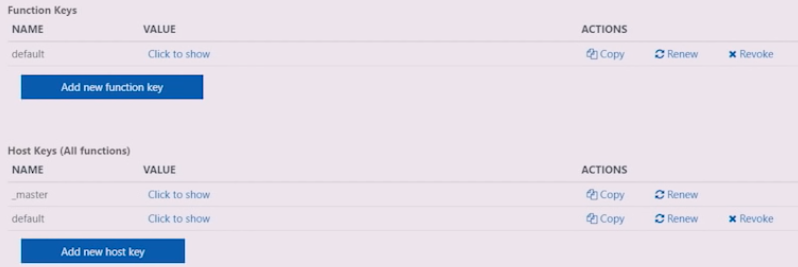 Function Keys
NAME VALUE ACTIONS
default Click to show Copy Renew Revoke
Add new function key
Host Keys (All functions)
NAME VALUE ACTIONS
_master Click to show Copy Renew
default Click to show Copy Renew Revoke
Add new host key